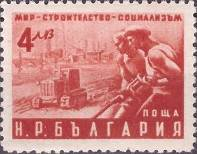 МИР-СТРОИТЕЛСТВО-СОЦИАЛИЗЪМ
4 ЛВ
ПОЩА
Н.Р.БЪЛГАРИЯ